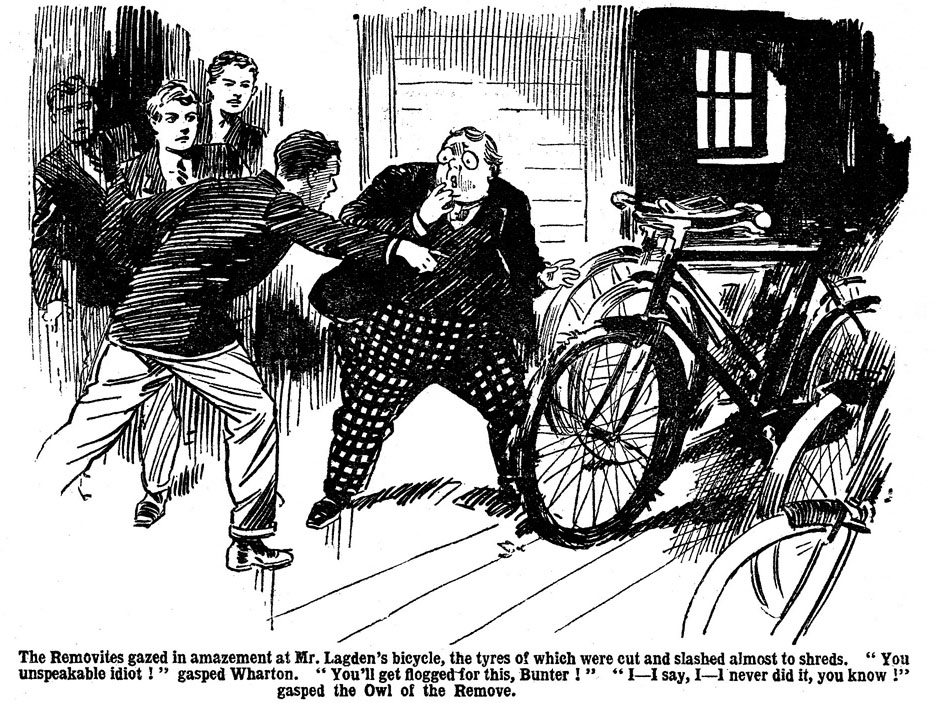 The Removites gazed in amazement at Mr. Lagden's bicycle, the tyres of which were cut and slashed almost to shreds. " You
unspeakable idiot ! " gasped Wharton. " You'll get flogged for this, Bunter ! " " I—I say, I—I never did it, you know ! "
gasped the Owl of the Remove.